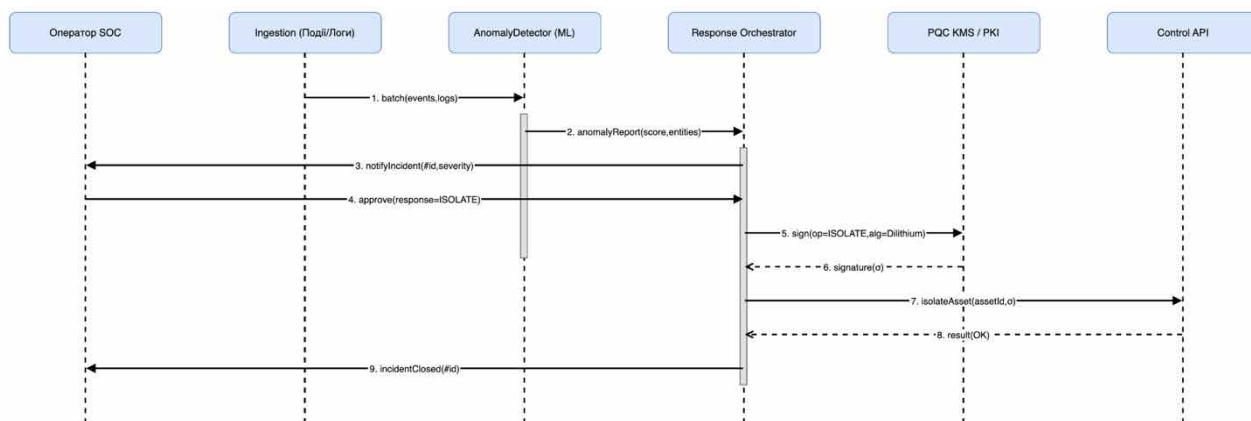 Оператор SOC
Ingestion (Події/Логи)
AnomalyDetector (ML)
Response Orchestrator
PQC KMS / PKI
Control API
1. batch(events,logs)
2. anomalyReport(score,entities)
3. notifyIncident(#id,severity)
4. approve(response=ISOLATE)
5. sign(op=ISOLATE,alg=Dilithium)
6. signature(σ)
7. isolateAsset(assetId,σ)
8. result(OK)
9. incidentClosed(#id)